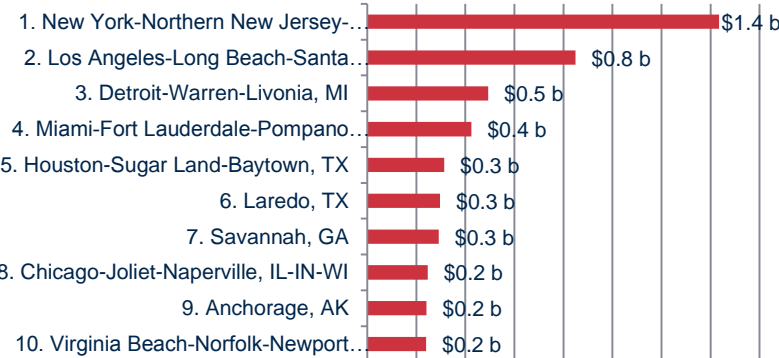 1. New York-Northern New Jersey-… $1.4 b
2. Los Angeles-Long Beach-Santa… $0.8 b
3. Detroit-Warren-Livonia, MI $0.5 b
4. Miami-Fort Lauderdale-Pompano… $0.4 b
5. Houston-Sugar Land-Baytown, TX $0.3 b
6. Laredo, TX $0.3 b
7. Savannah, GA $0.3 b
8. Chicago-Joliet-Naperville, IL-IN-WI $0.2 b
9. Anchorage, AK $0.2 b
10. Virginia Beach-Norfolk-Newport… $0.2 b